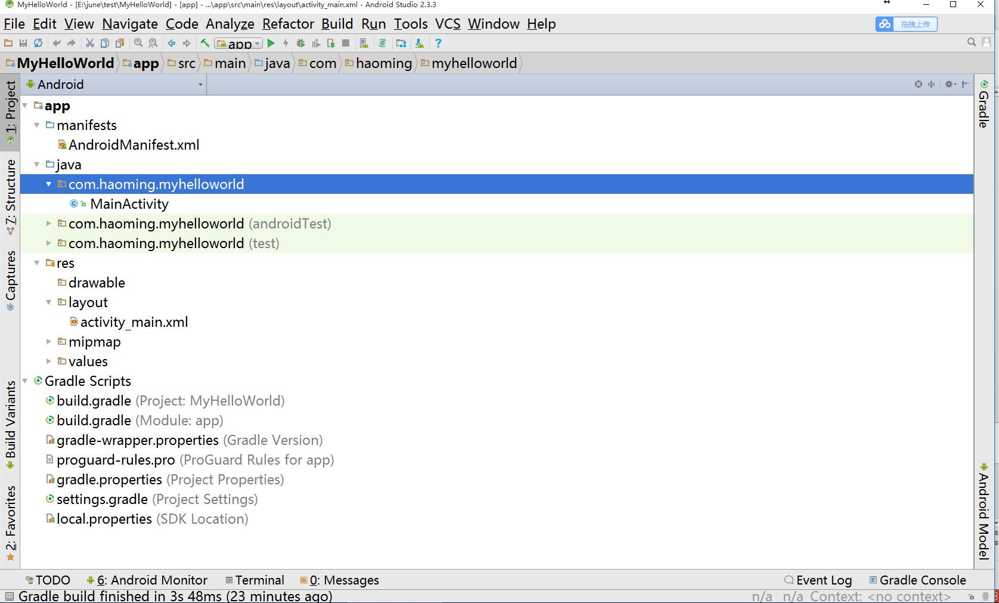 MyHelloWorld - [E:\june\test\MyHelloWorld] - [app] - ...\app\src\main\res\layout\activity_main.xml - Android Studio 2.3.3
File Edit View Navigate Code Analyze Refactor Build Run Tools VCS Window Help
拖拽上传
app
MyHelloWorld app src main java com haoming myhelloworld
Android
app
manifests
AndroidManifest.xml
java
com.haoming.myhelloworld
MainActivity
com.haoming.myhelloworld (androidTest)
com.haoming.myhelloworld (test)
res
drawable
layout
activity_main.xml
mipmap
values
Gradle Scripts
build.gradle (Project: MyHelloWorld)
build.gradle (Module: app)
gradle-wrapper.properties (Gradle Version)
proguard-rules.pro (ProGuard Rules for app)
gradle.properties (Project Properties)
settings.gradle (Project Settings)
local.properties (SDK Location)
1: Project
7: Structure
Captures
Build Variants
2: Favorites
Gradle
Android Model
TODO 6: Android Monitor Terminal 0: Messages Event Log Gradle Console
Gradle build finished in 3s 48ms (23 minutes ago) n/a n/a Context: <no context>